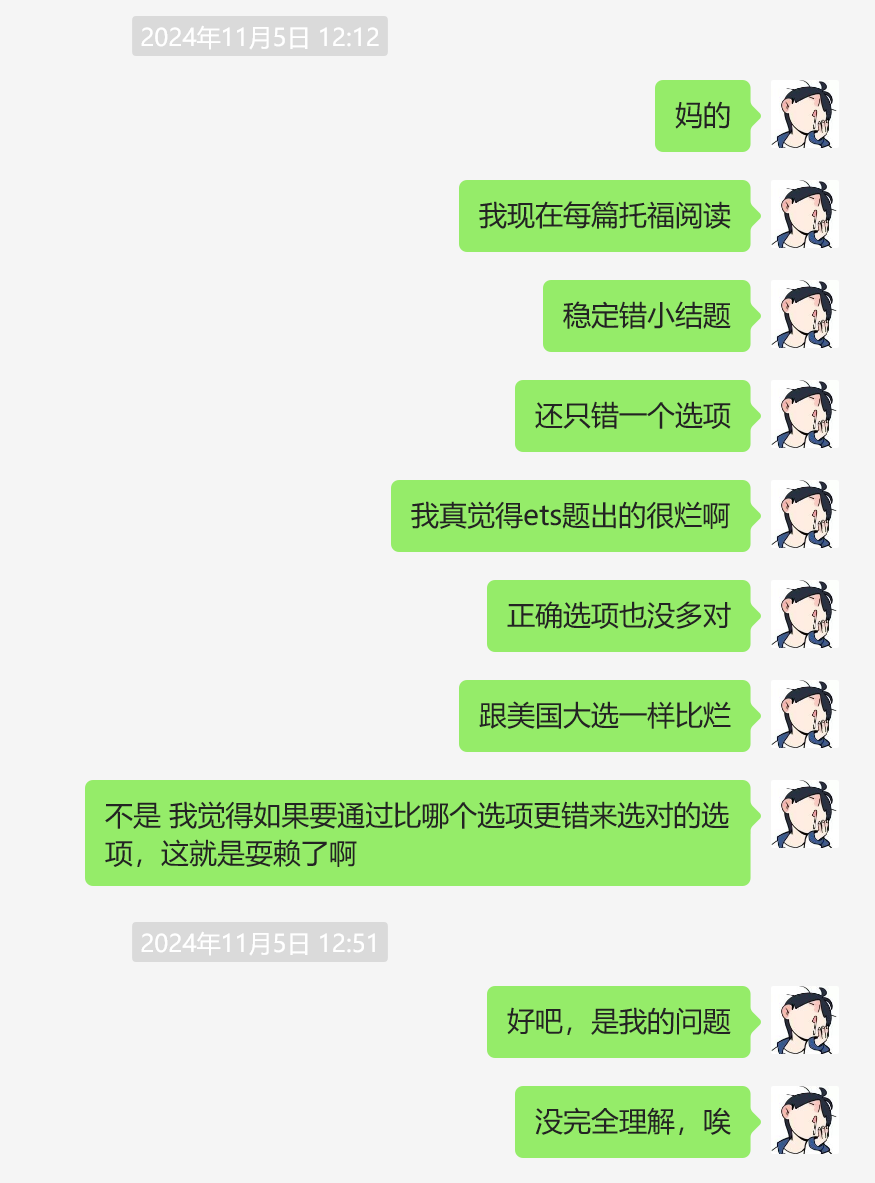 2024年11月5日 12:12
妈的
我现在每篇托福阅读
稳定错小结题
还只错一个选项
我真觉得ets题出的很烂啊
正确选项也没多对
跟美国大选一样比烂
不是 我觉得如果要通过比哪个选项更错来选对的选
项，这就是耍赖了啊
2024年11月5日 12:51
好吧，是我的问题
没完全理解，唉